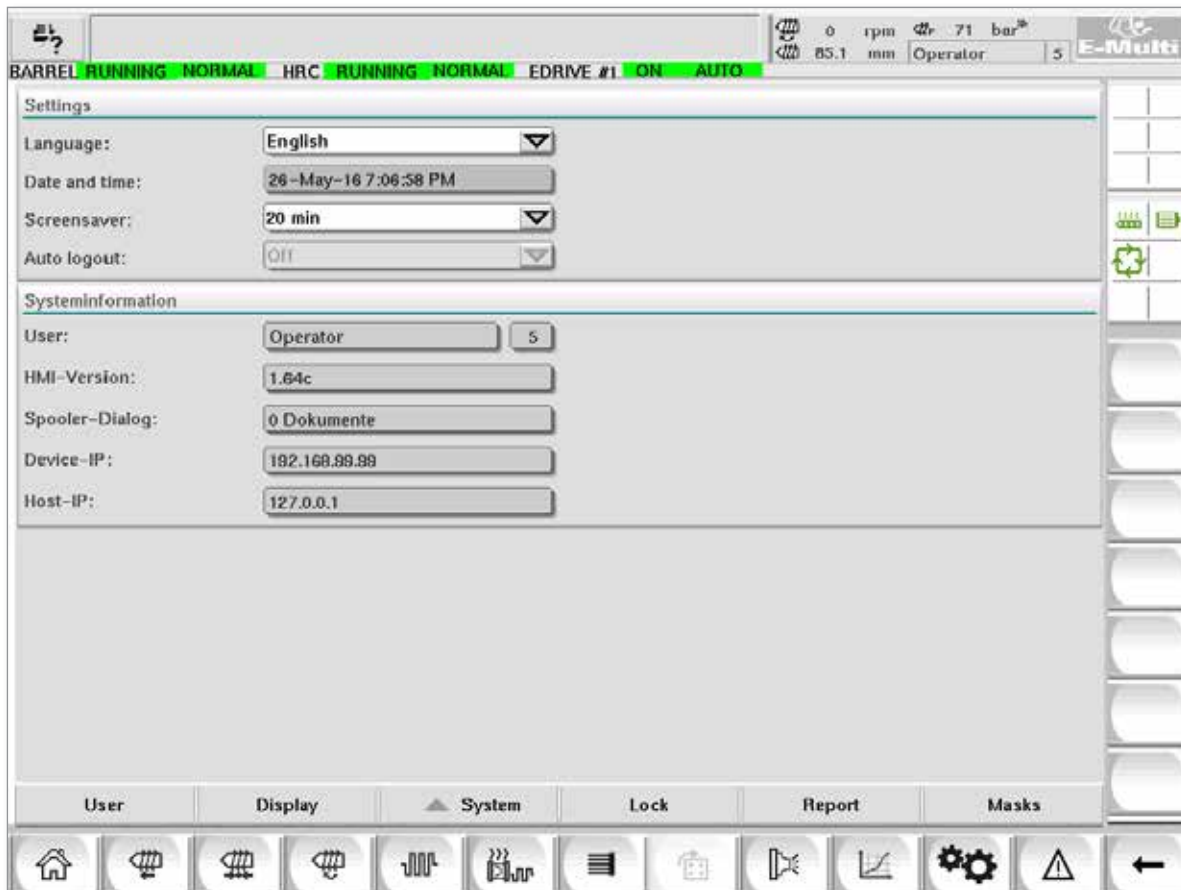 0 rpm 71 bar
85.1 mm Operator 5
E-Multi
BARREL RUNNING NORMAL HRC RUNNING NORMAL EDRIVE #1 ON AUTO
Settings
Language: English
Date and time: 26-May-16 7:06:58 PM
Screensaver: 20 min
Auto logout: Off
Systeminformation
User: Operator 5
HMI-Version: 1.64c
Spooler-Dialog: 0 Dokumente
Device-IP: 192.168.99.99
Host-IP: 127.0.0.1
User Display System Lock Report Masks